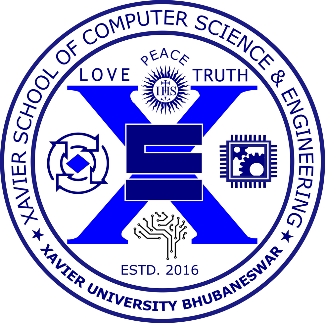 ★ XAVIER SCHOOL OF COMPUTER SCIENCE & ENGINEERING ★
XAVIER UNIVERSITY BHUBANESWAR
PEACE
LOVE TRUTH
IHS
X
ESTD. 2016